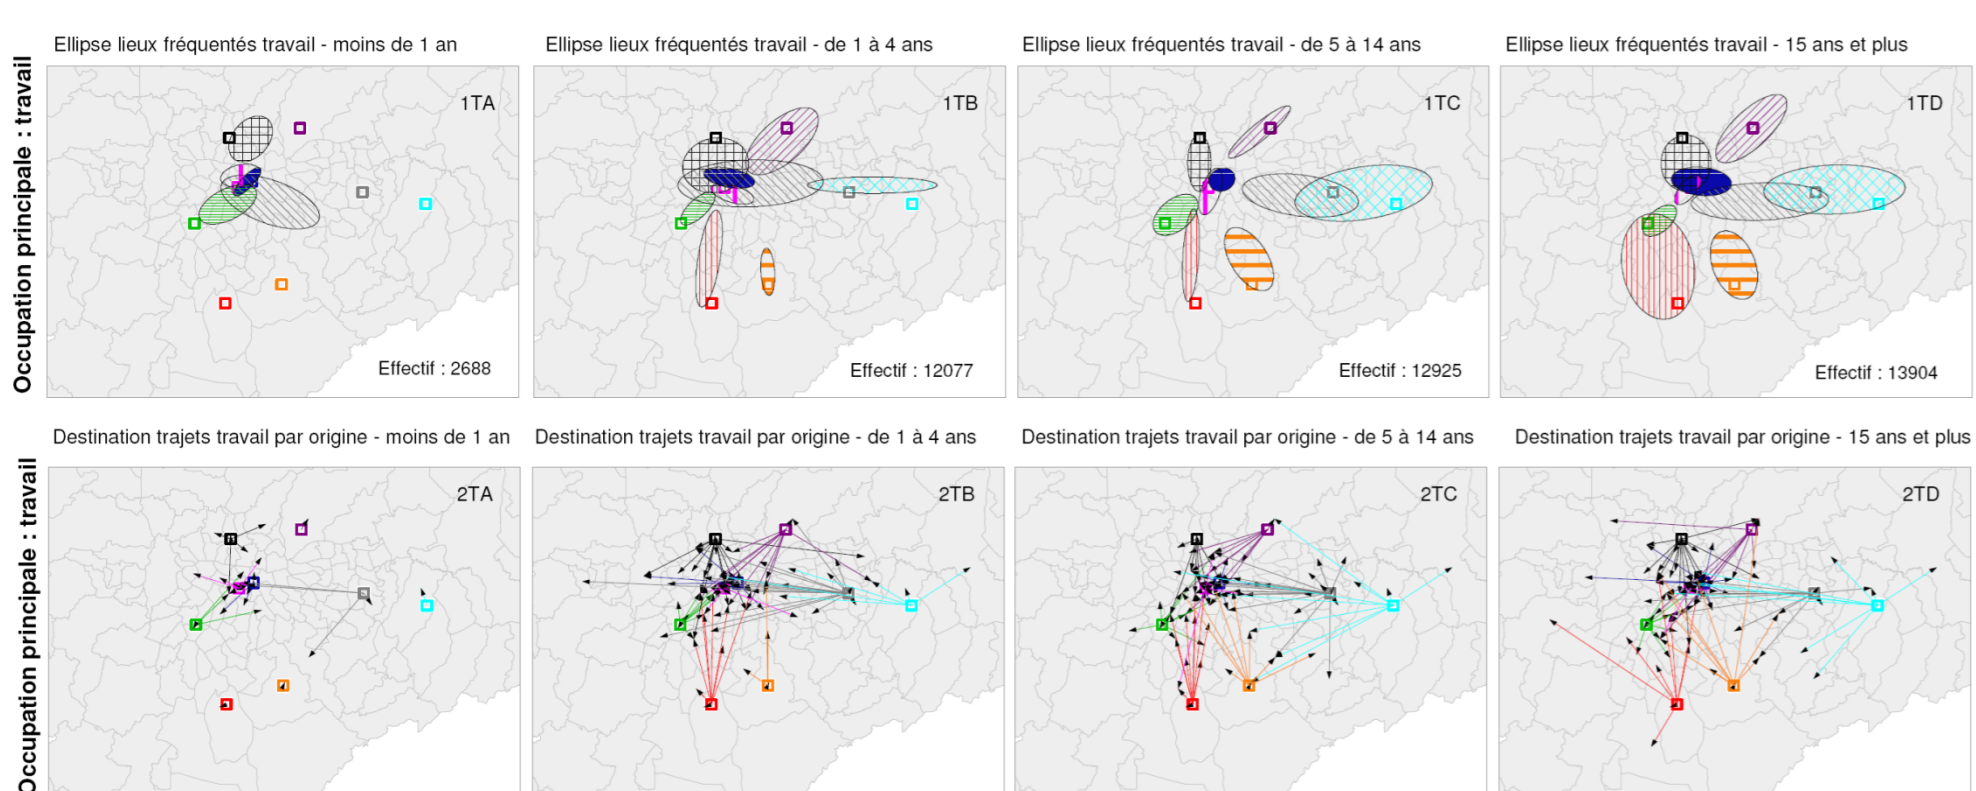 Ellipse lieux fréquentés travail - moins de 1 an
Ellipse lieux fréquentés travail - de 1 à 4 ans
Ellipse lieux fréquentés travail - de 5 à 14 ans
Ellipse lieux fréquentés travail - 15 ans et plus
Occupation principale : travail
1TA
1TB
1TC
1TD
Effectif : 2688
Effectif : 12077
Effectif : 12925
Effectif : 13904
Destination trajets travail par origine - moins de 1 an
Destination trajets travail par origine - de 1 à 4 ans
Destination trajets travail par origine - de 5 à 14 ans
Destination trajets travail par origine - 15 ans et plus
Occupation principale : travail
2TA
2TB
2TC
2TD